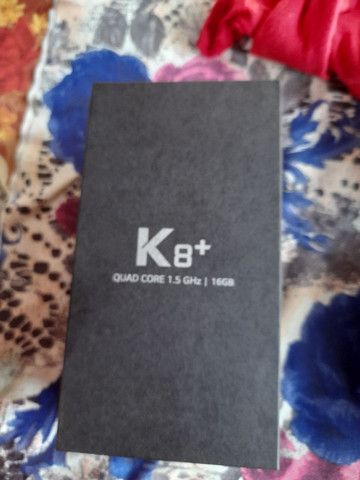 K8+
QUAD CORE 1.5 GHz | 16GB